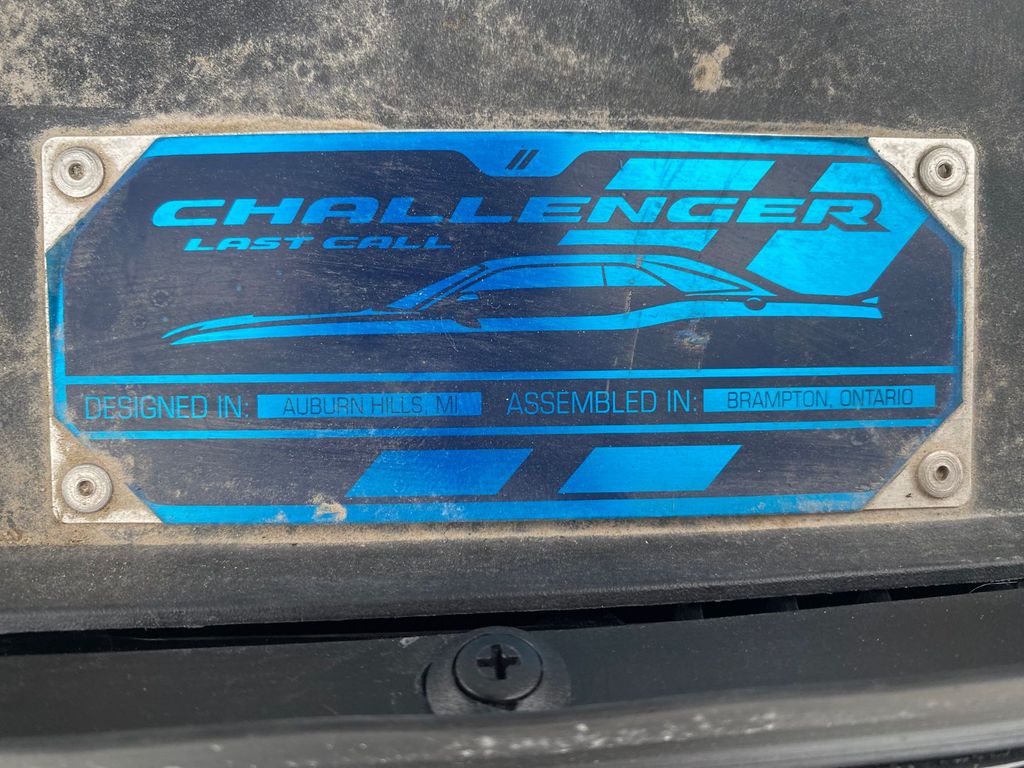 CHALLENGER
LAST CALL
DESIGNED IN: AUBURN HILLS, MI ASSEMBLED IN: BRAMPTON, ONTARIO